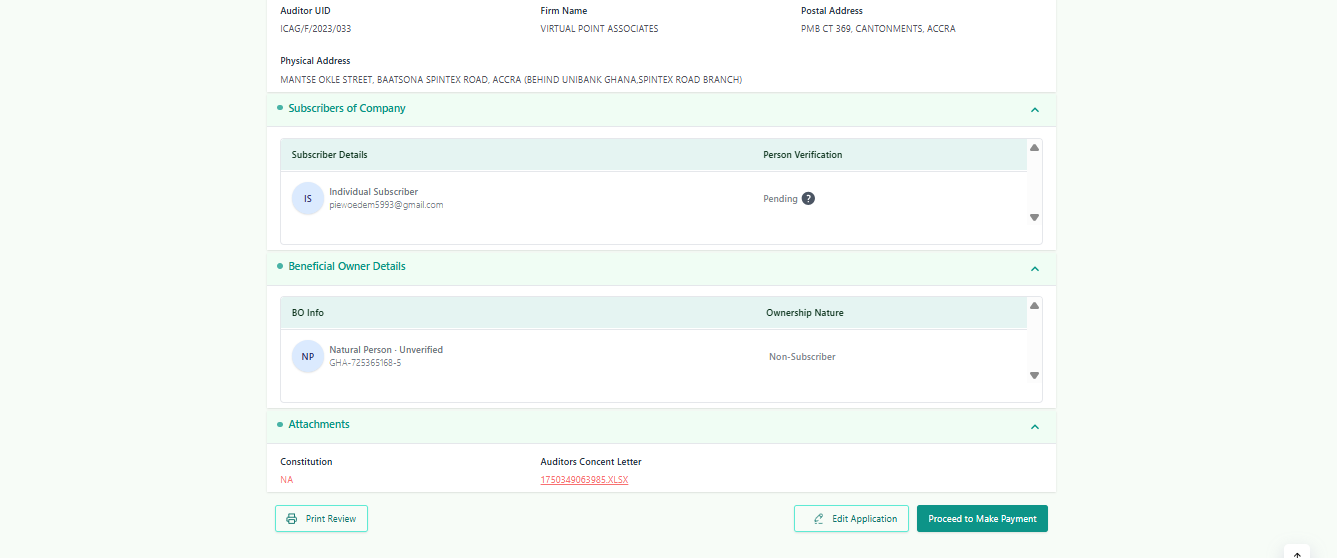 Auditor UID
Firm Name
Postal Address
ICAG/F/2023/033
VIRTUAL POINT ASSOCIATES
PMB CT 369, CANTONMENTS, ACCRA
Physical Address
MANTSE OKLE STREET, BAATSONA SPINTEX ROAD, ACCRA (BEHIND UNIBANK GHANA,SPINTEX ROAD BRANCH)
Subscribers of Company
Subscriber Details
Person Verification
IS
Individual Subscriber
piewoedem5993@gmail.com
Pending ?
Beneficial Owner Details
BO Info
Ownership Nature
NP
Natural Person - Unverified
GHA-725365168-5
Non-Subscriber
Attachments
Constitution
Auditors Concent Letter
NA
1750349063985.XLSX
Print Review
Edit Application
Proceed to Make Payment